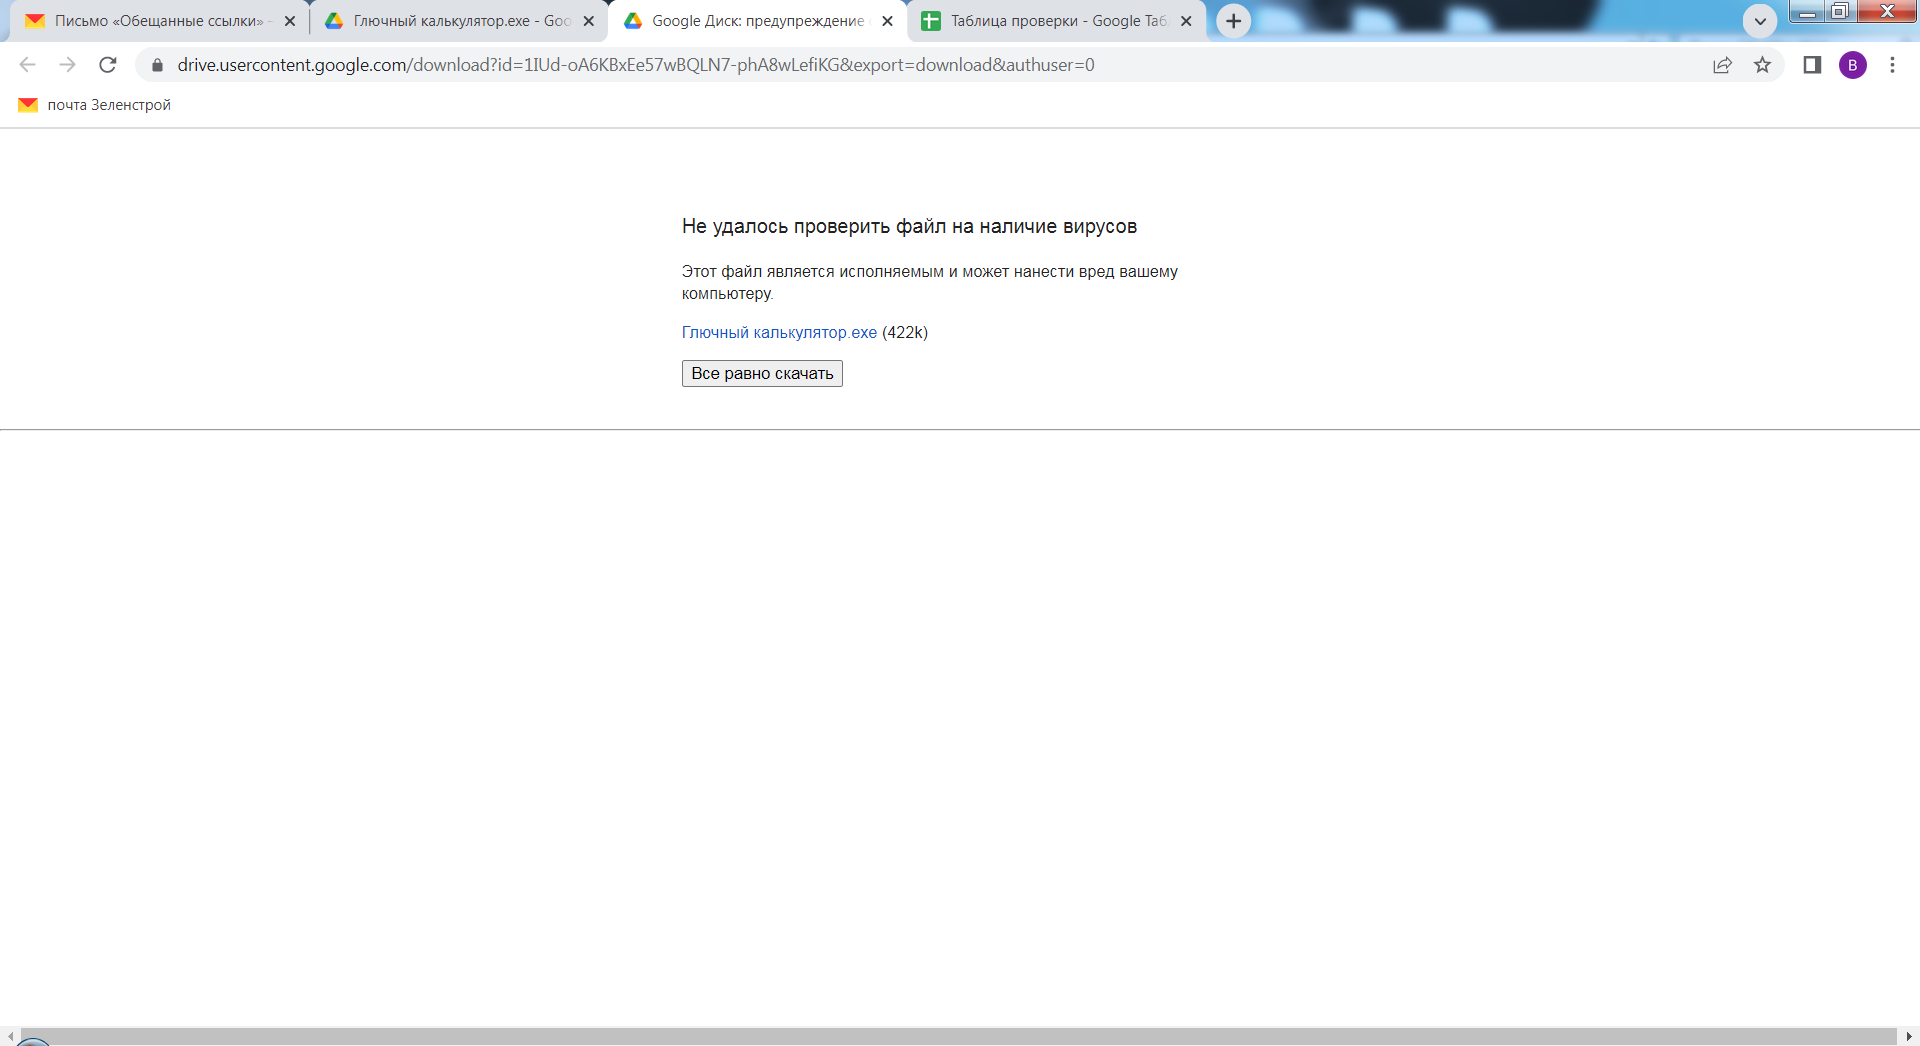 Письмо «Обещанные ссылки» -
Глючный калькулятор.exe - Goo
Google Диск: предупреждение
Таблица проверки - Google Таб
drive.usercontent.google.com/download?id=1IUd-oA6KBxEe57wBQLN7-phA8wLefiKG&export=download&authuser=0
B
почта Зеленстрой
Не удалось проверить файл на наличие вирусов
Этот файл является исполняемым и может нанести вред вашему
компьютеру.
Глючный калькулятор.exe (422k)
Все равно скачать